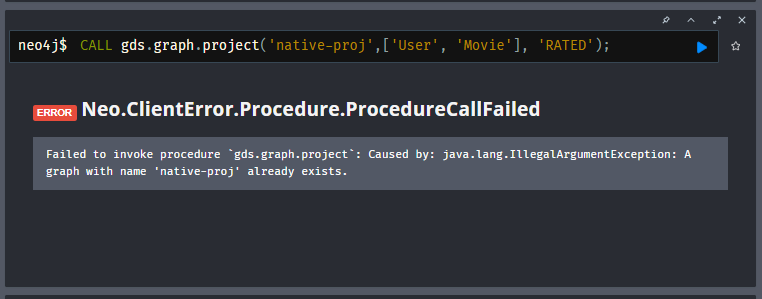 neo4j$ CALL gds.graph.project('native-proj',['User', 'Movie'], 'RATED');
ERROR Neo.ClientError.Procedure.ProcedureCallFailed
Failed to invoke procedure `gds.graph.project`: Caused by: java.lang.IllegalArgumentException: A
graph with name 'native-proj' already exists.